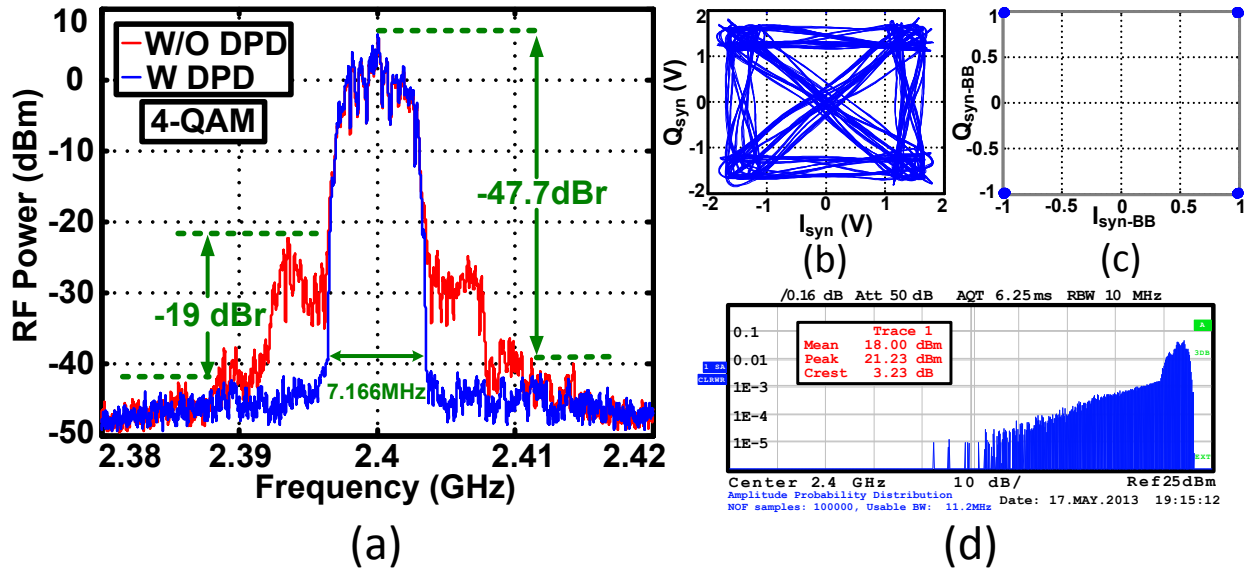 10
0
-10
-20
-30
-40
-50
RF Power (dBm)
W/O DPD
W DPD
4-QAM
-47.7dBr
-19 dBr
7.166MHz
2.38 2.39 2.4 2.41 2.42
Frequency (GHz)
(a)
2
1
0
-1
-2
Qsyn (V)
-2 -1 0 1 2
Isyn (V)
(b)
1
0.5
0
-0.5
-1
Qsyn-BB
-1 -0.5 0 0.5 1
Isyn-BB
(c)
/0.16 dB Att 50 dB AQT 6.25 ms RBW 10 MHz
0.1
0.01
1E-3
1E-4
1E-5
Trace 1
Mean 18.00 dBm
Peak 21.23 dBm
Crest 3.23 dB
1 SA
CLRWR
A
3DB
EXT
Center 2.4 GHz 10 dB/ Ref25dBm
Amplitude Probability Distribution
NOF samples: 100000, Usable BW: 11.2MHz
Date: 17.MAY.2013 19:15:12
(d)